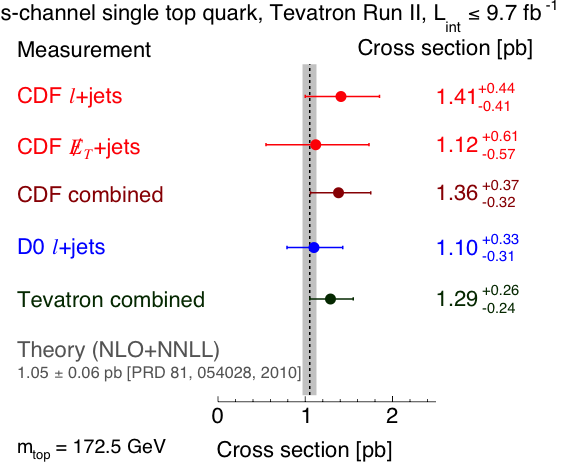 s-channel single top quark, Tevatron Run II, L_int ≤ 9.7 fb⁻¹
Measurement Cross section [pb]
CDF l+jets 1.41 +0.44 -0.41
CDF E̸_T+jets 1.12 +0.61 -0.57
CDF combined 1.36 +0.37 -0.32
D0 l+jets 1.10 +0.33 -0.31
Tevatron combined 1.29 +0.26 -0.24
Theory (NLO+NNLL)
1.05 ± 0.06 pb [PRD 81, 054028, 2010]
0 1 2
m_top = 172.5 GeV Cross section [pb]